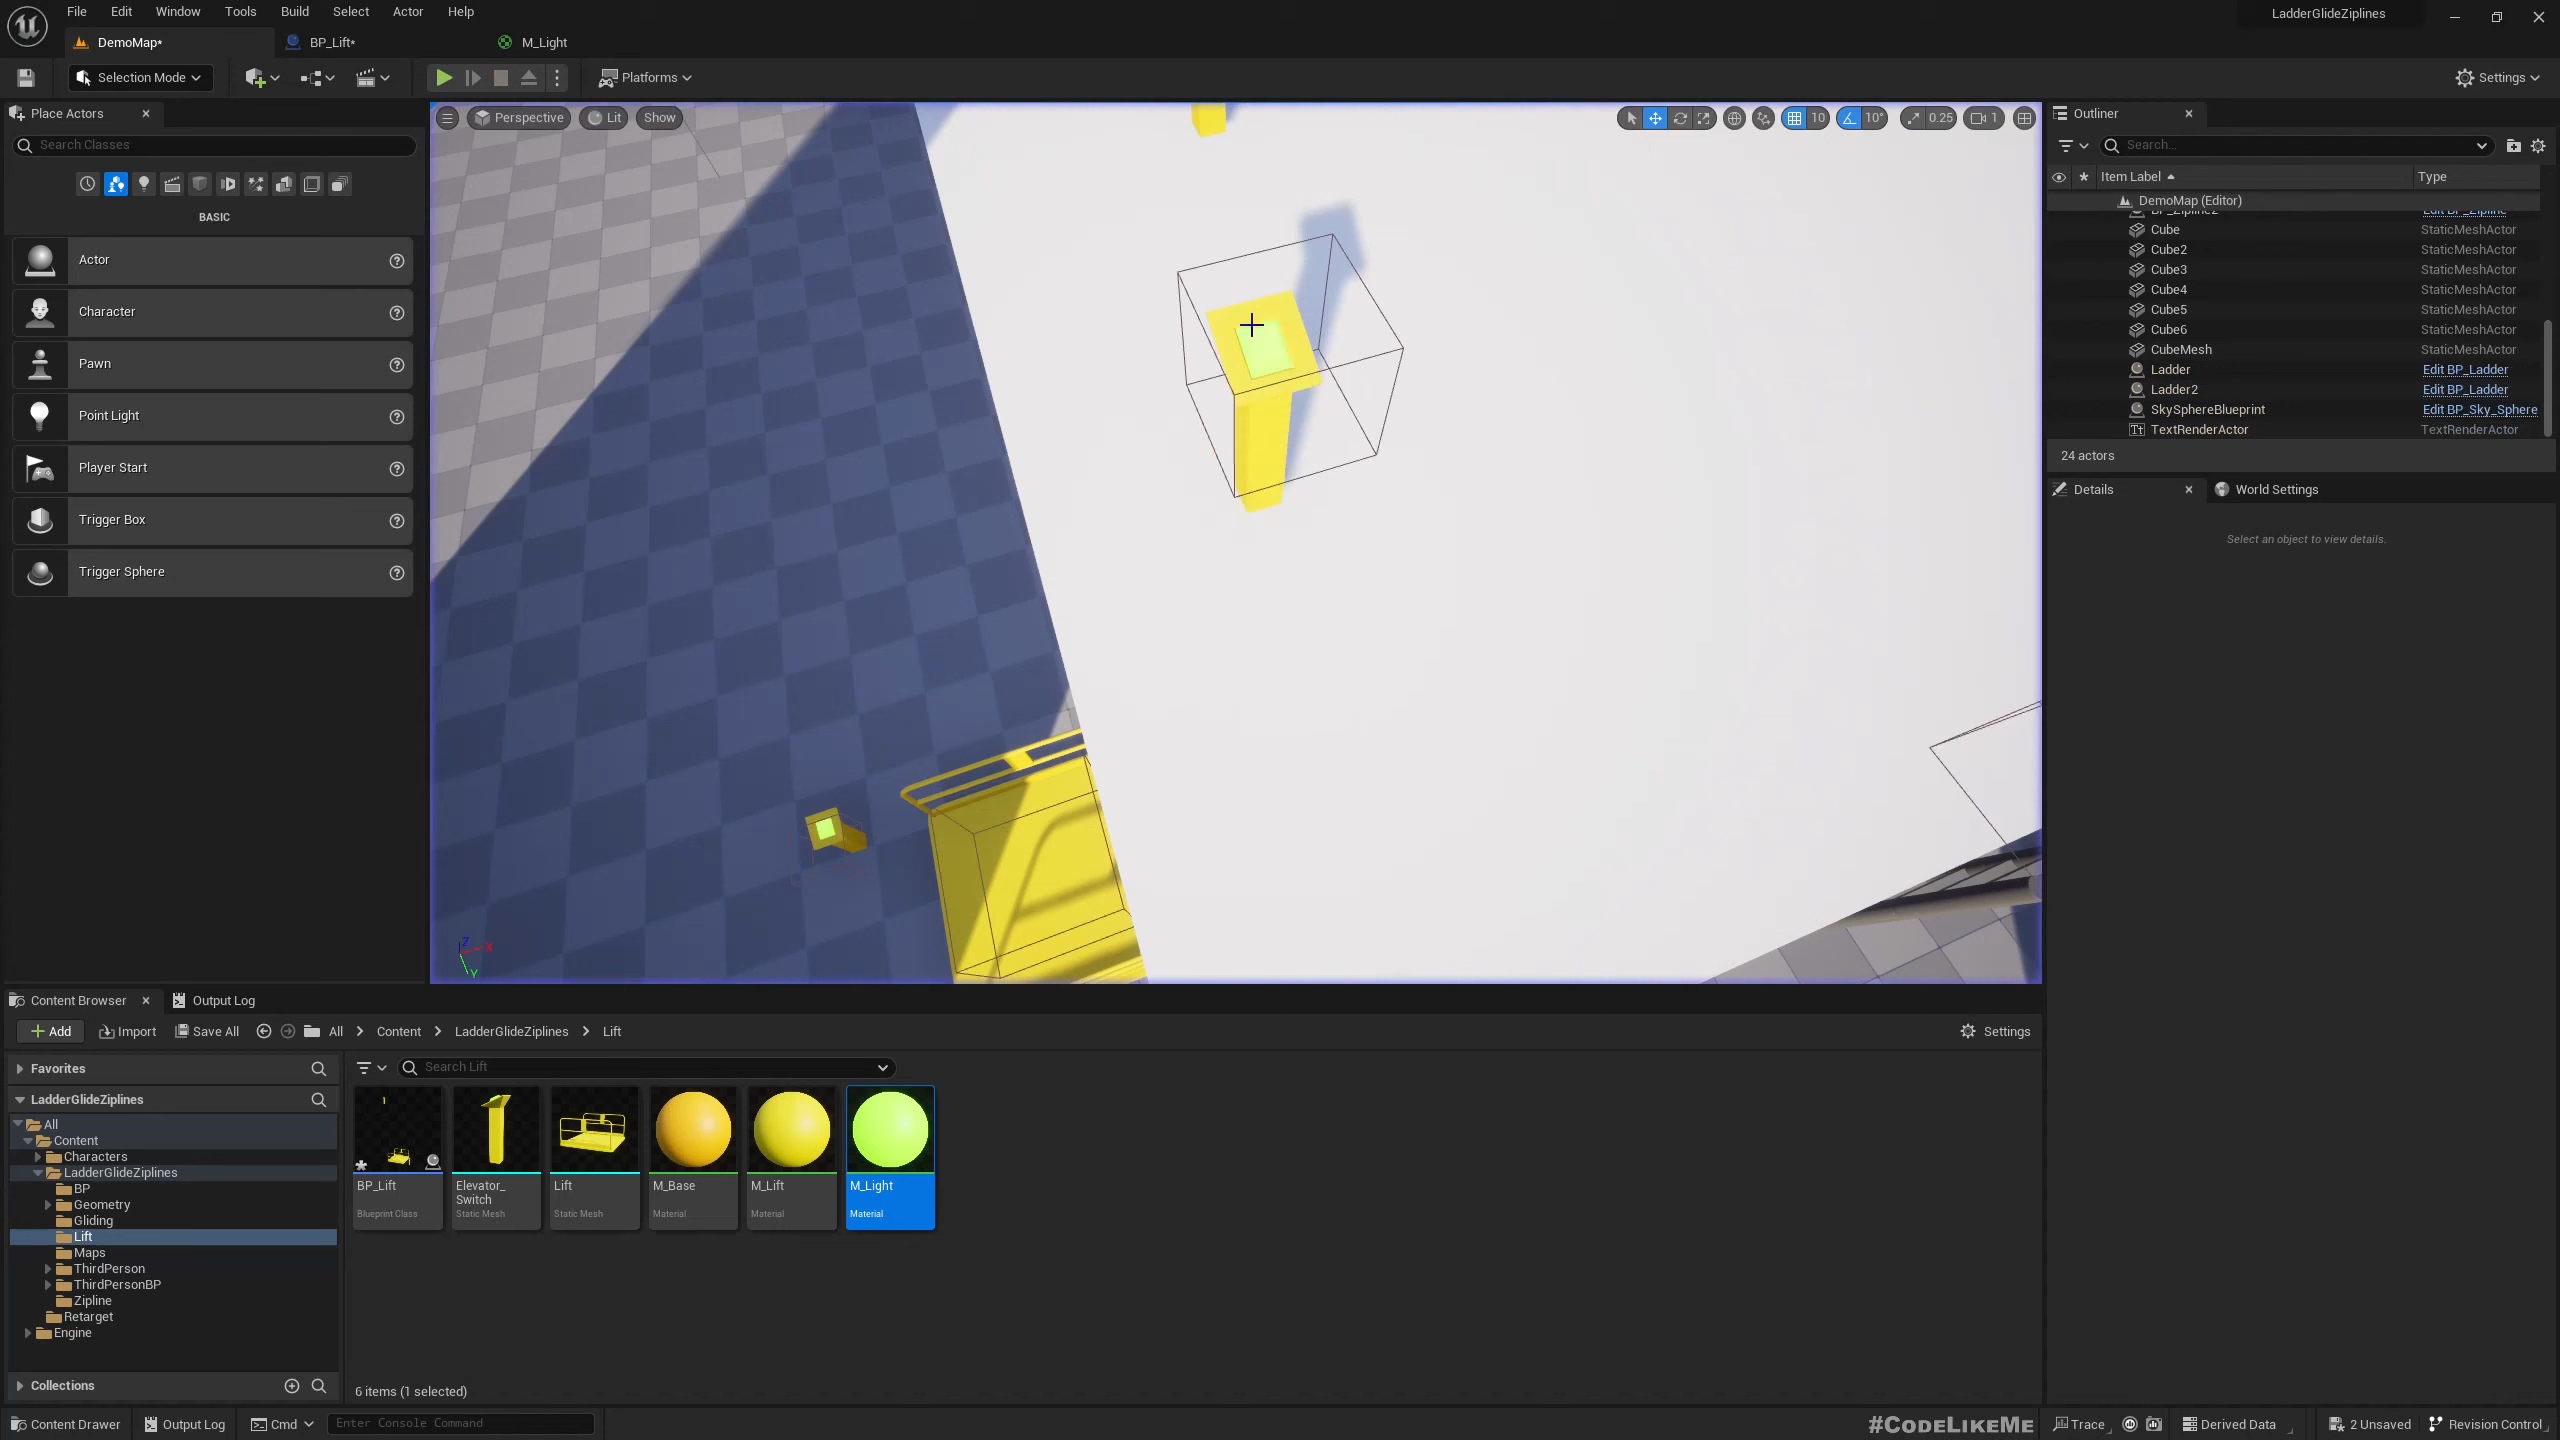 File Edit Window Tools Build Select Actor Help
LadderGlideZiplines
DemoMap*
BP_Lift*
M_Light
Selection Mode
Platforms
Settings
Place Actors
Search Classes
BASIC
Actor
Character
Pawn
Point Light
Player Start
Trigger Box
Trigger Sphere
Perspective
Lit
Show
10
10°
0.25
1
Z
X
Y
Outliner
Search...
Item Label
Type
DemoMap (Editor)
BP_Zipline2 Edit BP_Zipline
Cube StaticMeshActor
Cube2 StaticMeshActor
Cube3 StaticMeshActor
Cube4 StaticMeshActor
Cube5 StaticMeshActor
Cube6 StaticMeshActor
CubeMesh StaticMeshActor
Ladder Edit BP_Ladder
Ladder2 Edit BP_Ladder
SkySphereBlueprint Edit BP_Sky_Sphere
TextRenderActor TextRenderActor
24 actors
Details
World Settings
Select an object to view details.
Content Browser
Output Log
Add
Import
Save All
All
Content
LadderGlideZiplines
Lift
Settings
Favorites
LadderGlideZiplines
All
Content
Characters
LadderGlideZiplines
BP
Geometry
Gliding
Lift
Maps
ThirdPerson
ThirdPersonBP
Zipline
Retarget
Engine
Collections
Search Lift
BP_Lift
Blueprint Class
Elevator_
Switch
Static Mesh
Lift
Static Mesh
M_Base
Material
M_Lift
Material
M_Light
Material
6 items (1 selected)
Content Drawer
Output Log
Cmd
Enter Console Command
#CodeLikeMe
Trace
Derived Data
2 Unsaved
Revision Control